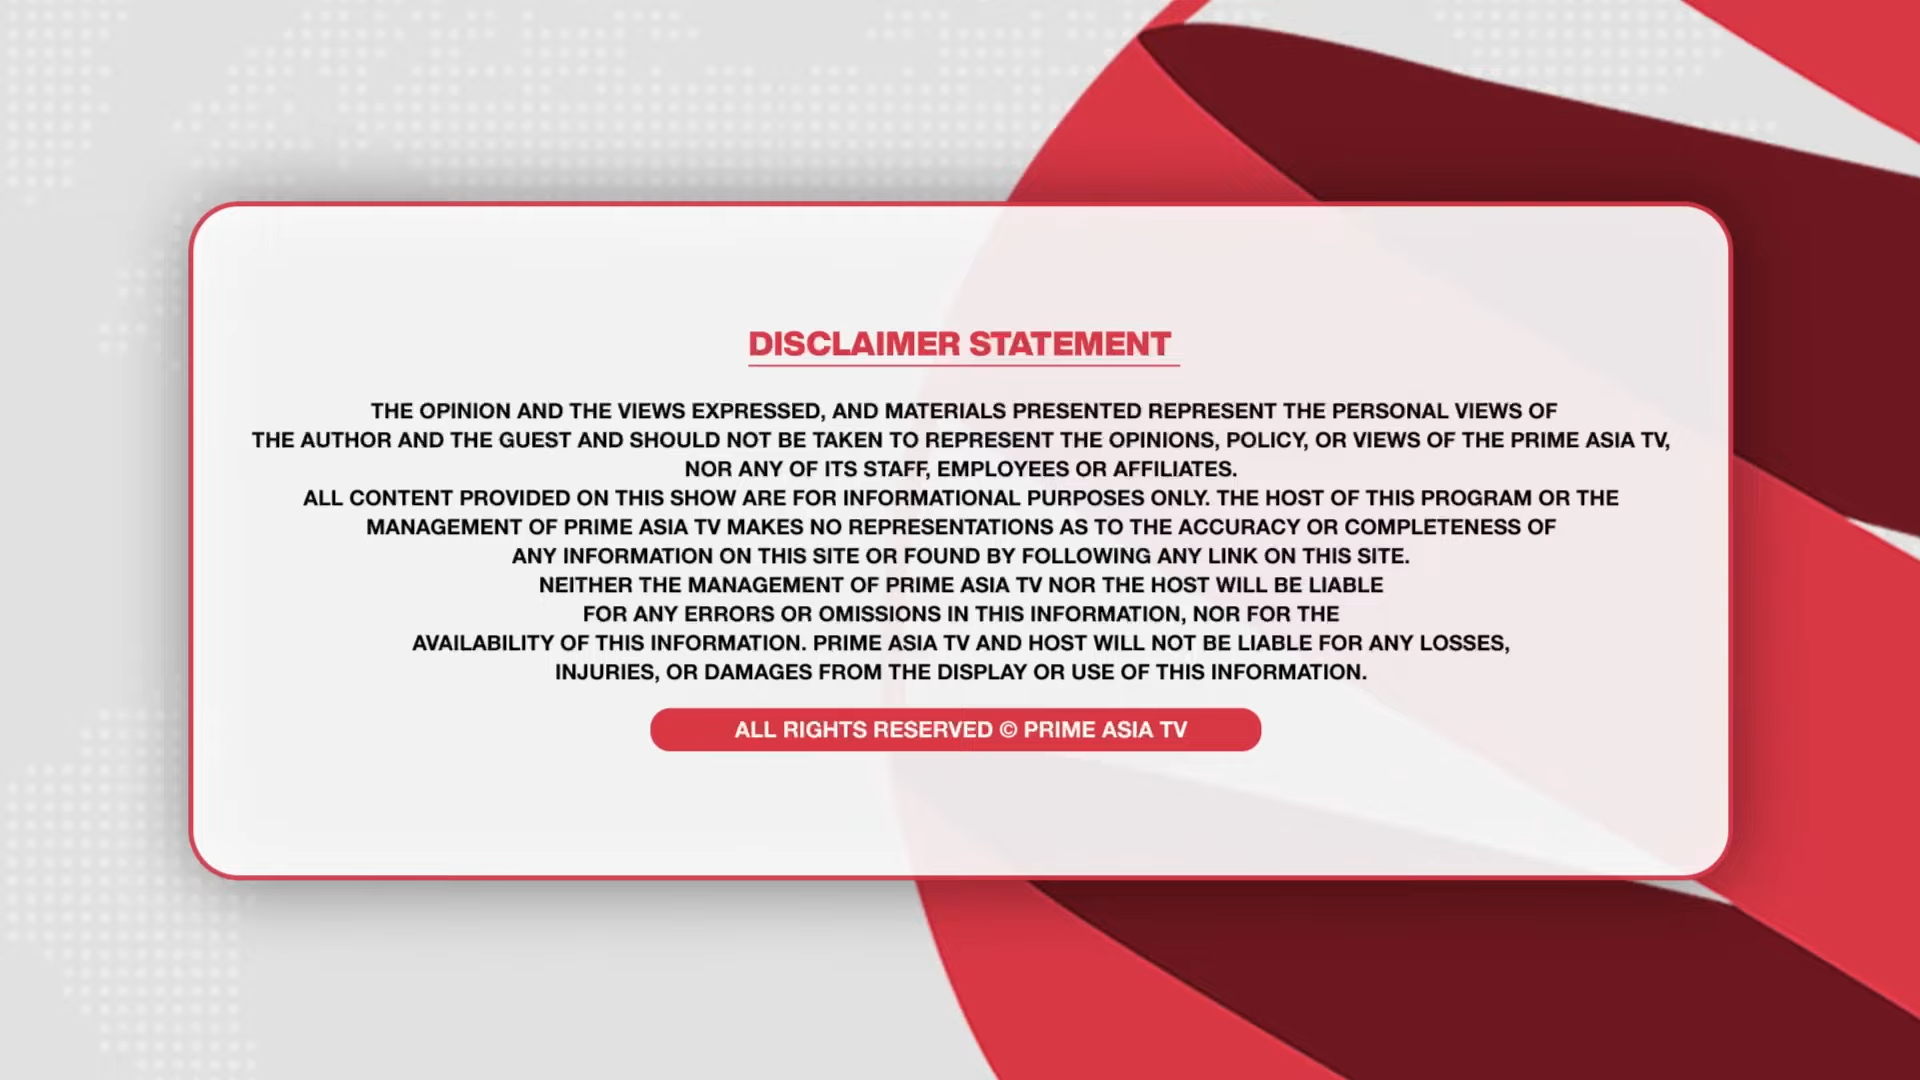 DISCLAIMER STATEMENT
THE OPINION AND THE VIEWS EXPRESSED, AND MATERIALS PRESENTED REPRESENT THE PERSONAL VIEWS OF
THE AUTHOR AND THE GUEST AND SHOULD NOT BE TAKEN TO REPRESENT THE OPINIONS, POLICY, OR VIEWS OF THE PRIME ASIA TV,
NOR ANY OF ITS STAFF, EMPLOYEES OR AFFILIATES.
ALL CONTENT PROVIDED ON THIS SHOW ARE FOR INFORMATIONAL PURPOSES ONLY. THE HOST OF THIS PROGRAM OR THE
MANAGEMENT OF PRIME ASIA TV MAKES NO REPRESENTATIONS AS TO THE ACCURACY OR COMPLETENESS OF
ANY INFORMATION ON THIS SITE OR FOUND BY FOLLOWING ANY LINK ON THIS SITE.
NEITHER THE MANAGEMENT OF PRIME ASIA TV NOR THE HOST WILL BE LIABLE
FOR ANY ERRORS OR OMISSIONS IN THIS INFORMATION, NOR FOR THE
AVAILABILITY OF THIS INFORMATION. PRIME ASIA TV AND HOST WILL NOT BE LIABLE FOR ANY LOSSES,
INJURIES, OR DAMAGES FROM THE DISPLAY OR USE OF THIS INFORMATION.
ALL RIGHTS RESERVED © PRIME ASIA TV